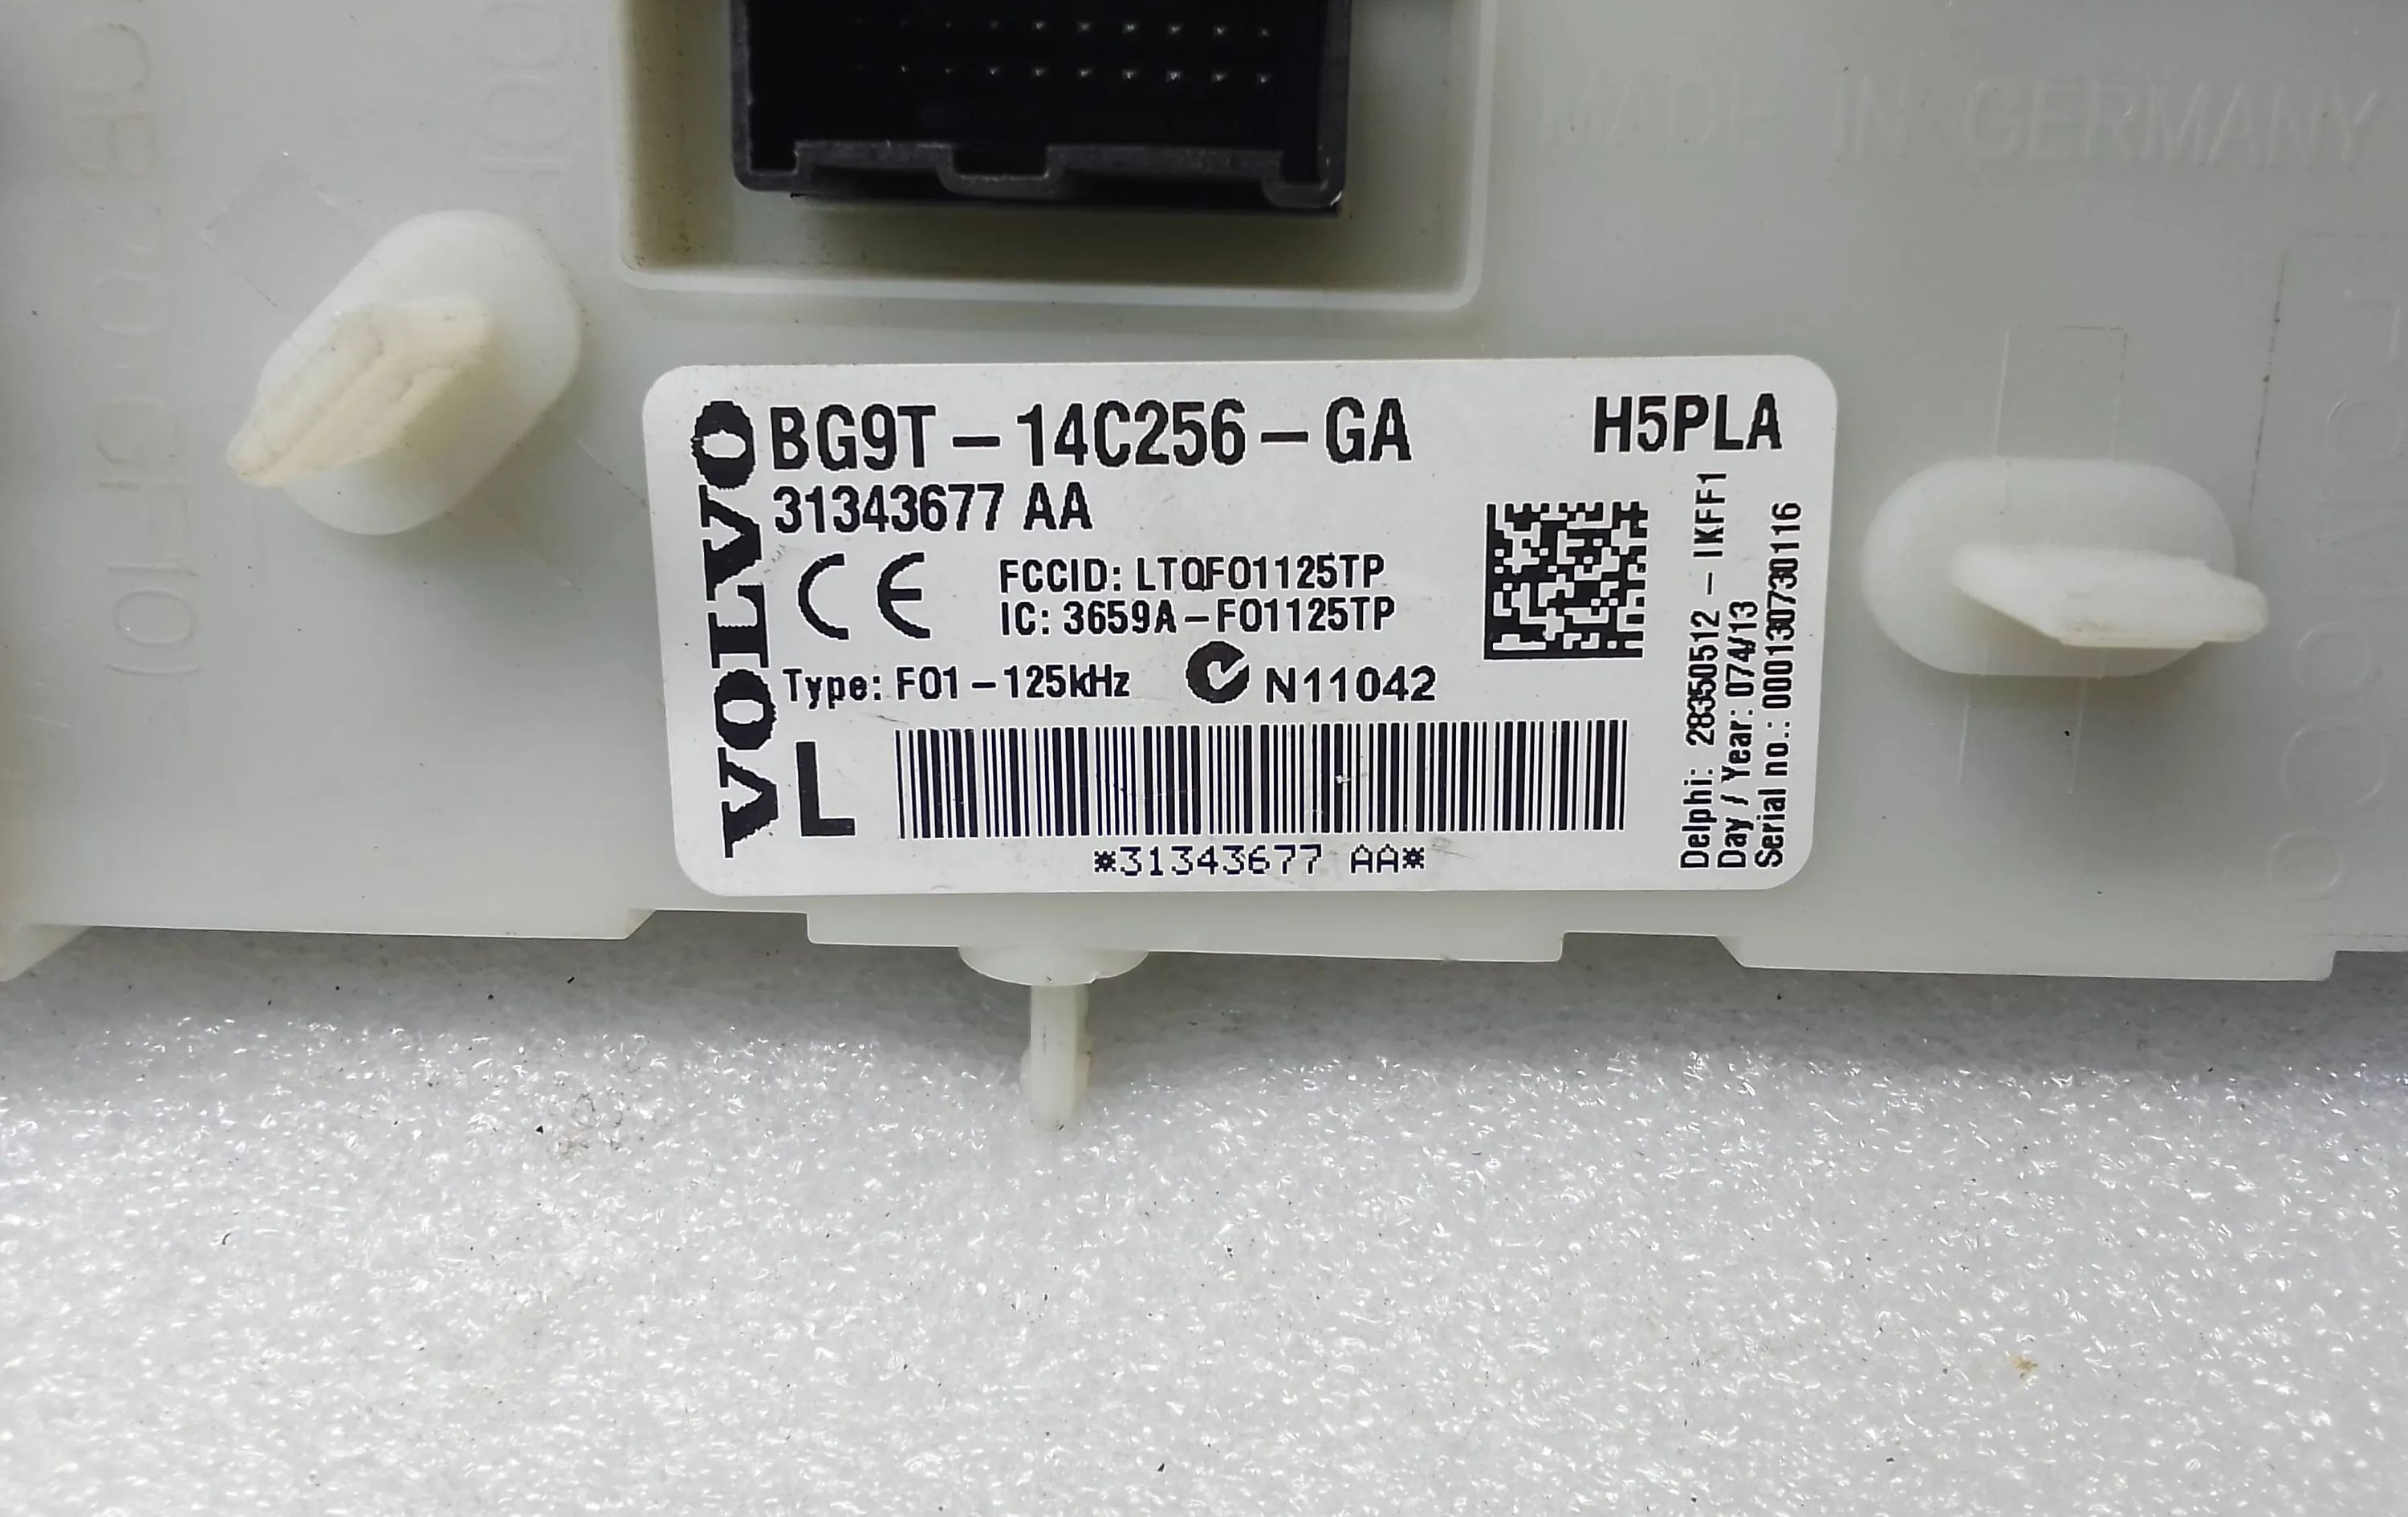 MADE IN GERMANY
VOLVO
BG9T-14C256-GA
H5PLA
31343677 AA
CE
FCCID: LTQFO1125TP
IC: 3659A-FO1125TP
Type: FO1-125kHz
N11042
L
*31343677 AA*
Delphi: 28350512 - IKFF1
Day / Year: 074/13
Serial no.: 0001307730116